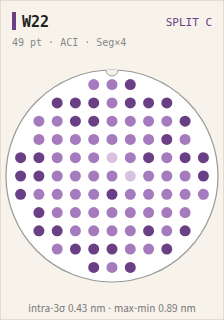 W22
SPLIT C
49 pt · ACI · Seg×4
intra-3σ 0.43 nm · max-min 0.89 nm